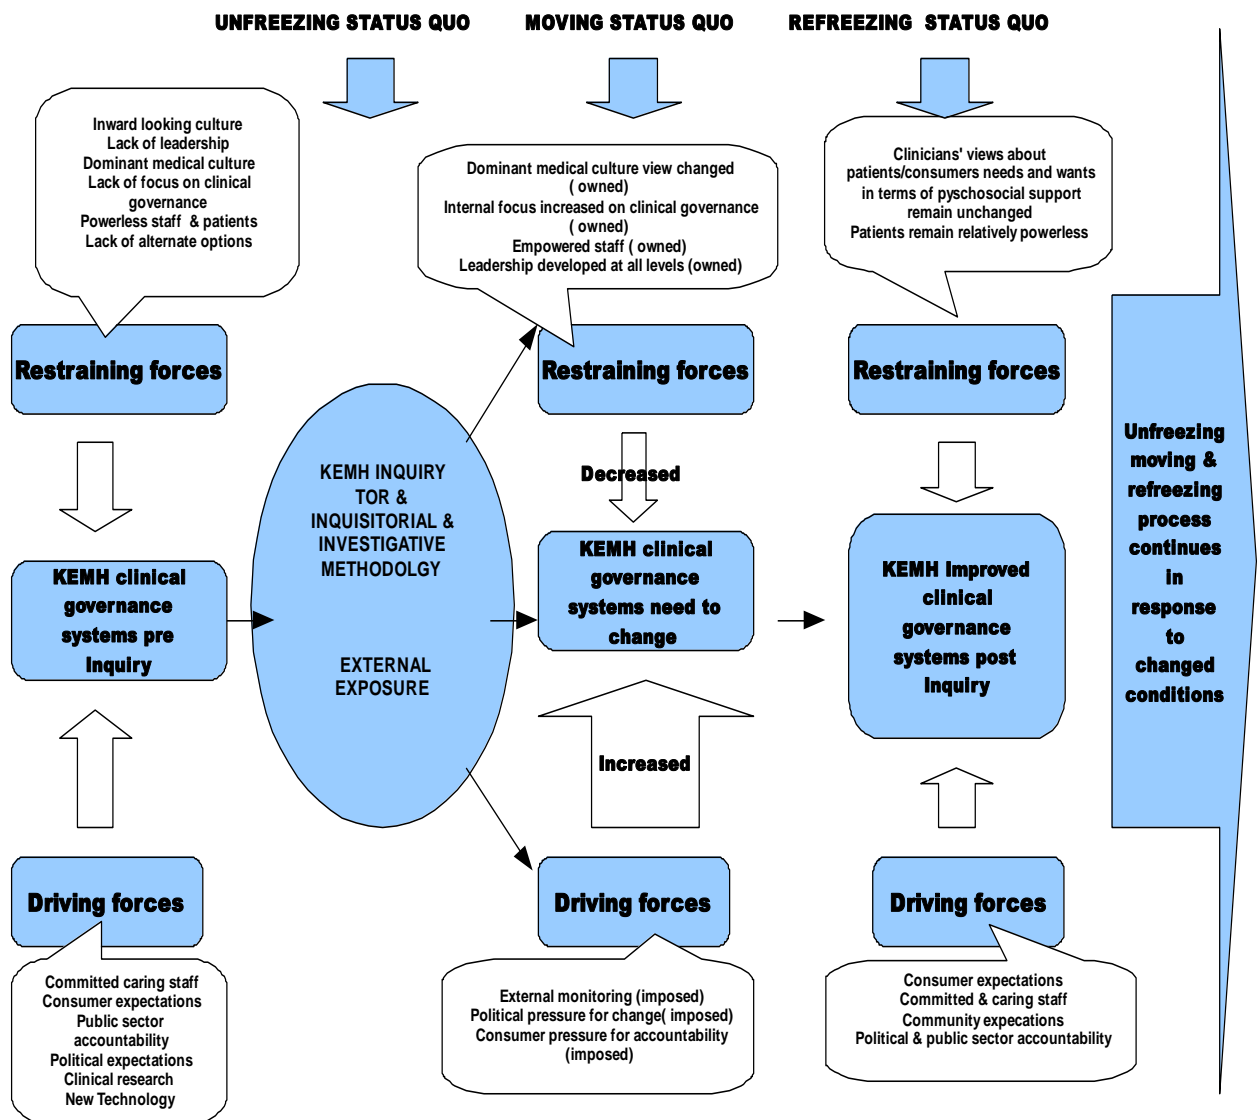 UNFREEZING STATUS QUO
MOVING STATUS QUO
REFREEZING STATUS QUO
Inward looking culture
Lack of leadership
Dominant medical culture
Lack of focus on clinical
governance
Powerless staff & patients
Lack of alternate options
Dominant medical culture view changed
( owned)
Internal focus increased on clinical governance
( owned)
Empowered staff ( owned)
Leadership developed at all levels (owned)
Clinicians' views about
patients/consumers needs and wants
in terms of pyschosocial support
remain unchanged
Patients remain relatively powerless
Restraining forces
Restraining forces
Restraining forces
Decreased
KEMH INQUIRY
TOR &
INQUISITORIAL &
INVESTIGATIVE
METHODOLGY
EXTERNAL
EXPOSURE
KEMH clinical
governance
systems pre
Inquiry
KEMH clinical
governance
systems need to
change
KEMH Improved
clinical
governance
systems post
Inquiry
Unfreezing
moving &
refreezing
process
continues
in
response
to
changed
conditions
Increased
Driving forces
Driving forces
Driving forces
Committed caring staff
Consumer expectations
Public sector
accountability
Political expectations
Clinical research
New Technology
External monitoring (imposed)
Political pressure for change( imposed)
Consumer pressure for accountability
(imposed)
Consumer expectations
Committed & caring staff
Community expecations
Political & public sector accountability